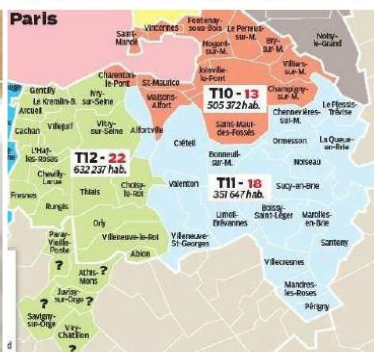 Paris
Vincennes
Fontenay-
sous-Bois
Le Perreux-
sur-M.
Noisy-
le-Grand
Saint-
Mandé
Nogent-
sur-M.
Bry-
sur-M.
Villiers-
sur-M.
Joinville-
le-Pont
Charenton-
le-Pont
St-Maurice
Maisons-
Alfort
T10 - 13
505 372 hab.
Champigny-
sur-M.
Gentilly
Le Kremlin-B.
Ivry-
sur-Seine
Arcueil
Saint-Maur-
des-Fossés
Chennevières-
sur-M.
Le Plessis-
Trévise
Cachan
Villejuif
Vitry-
sur-Seine
Alfortville
Créteil
Ormesson
La Queue-
en-Brie
L'Haÿ-
les-Roses
T12 - 22
632 237 hab.
Bonneuil-
sur-M.
Noiseau
Chevilly-
Larue
Thiais
Choisy-
le-Roi
Valenton
T11 - 18
351 647 hab.
Sucy-en-Brie
Fresnes
Rungis
Limeil-
Brévannes
Boissy-
Saint-Léger
Marolles-
en-Brie
Orly
Paray-
Vieille-
Poste
Villeneuve-le-Roi
Villeneuve-
St-Georges
Santeny
Ablon
Villecresnes
?
Athis-
Mons
?
Mandres-
les-Roses
?
Juvisy-
sur-Orge
?
Périgny
Savigny-
sur-Orge
Viry-
Chatillon
?